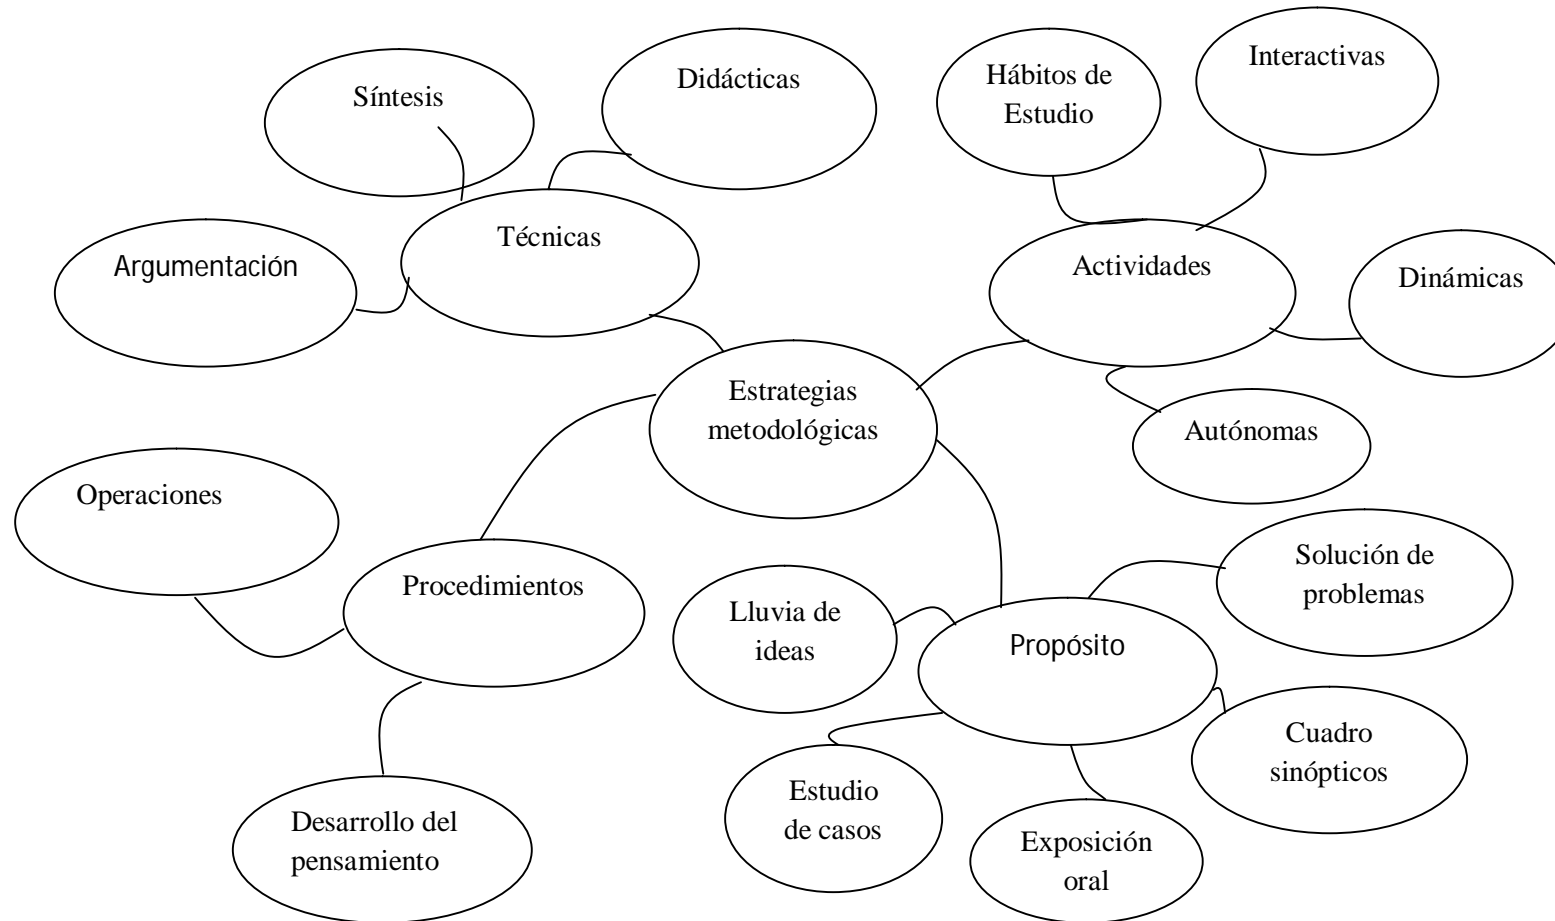 Síntesis
Didácticas
Hábitos de
Estudio
Interactivas
Argumentación
Técnicas
Actividades
Dinámicas
Estrategias
metodológicas
Autónomas
Operaciones
Procedimientos
Lluvia de
ideas
Propósito
Solución de
problemas
Cuadro
sinópticos
Estudio
de casos
Exposición
oral
Desarrollo del
pensamiento